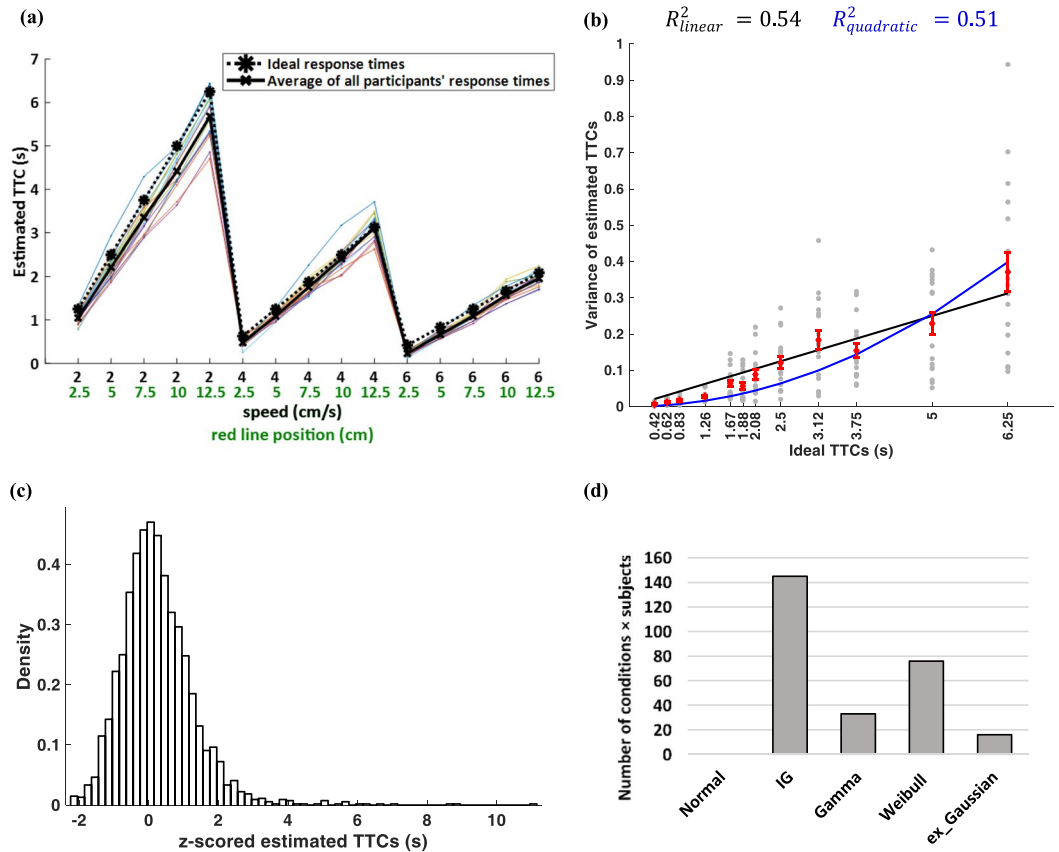 (a)
Ideal response times
Average of all participants' response times
Estimated TTC (s)
7
6
5
4
3
2
1
0
2 2 2 2 2 4 4 4 4 4 6 6 6 6 6
2.5 5 7.5 10 12.5 2.5 5 7.5 10 12.5 2.5 5 7.5 10 12.5
speed (cm/s)
red line position (cm)
(b)
R²linear = 0.54 R²quadratic = 0.51
Variance of estimated TTCs
1
0.9
0.8
0.7
0.6
0.5
0.4
0.3
0.2
0.1
0
0.42 0.62 0.83 1.26 1.67 1.88 2.08 2.5 3.12 3.75 5 6.25
Ideal TTCs (s)
(c)
Density
0.4
0.3
0.2
0.1
0
-2 0 2 4 6 8 10
z-scored estimated TTCs (s)
(d)
Number of conditions × subjects
160
140
120
100
80
60
40
20
0
Normal IG Gamma Weibull ex_Gaussian